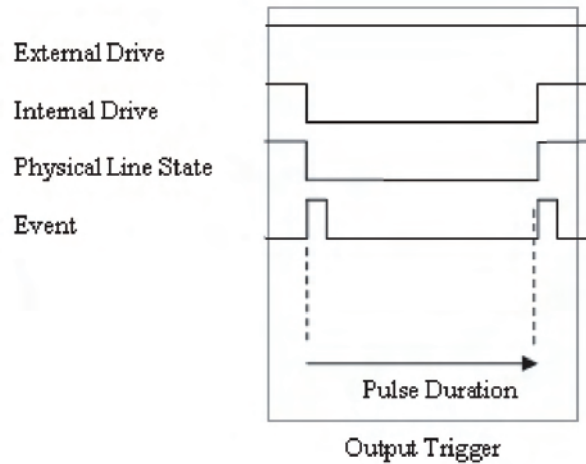 External Drive
Internal Drive
Physical Line State
Event
Pulse Duration
Output Trigger